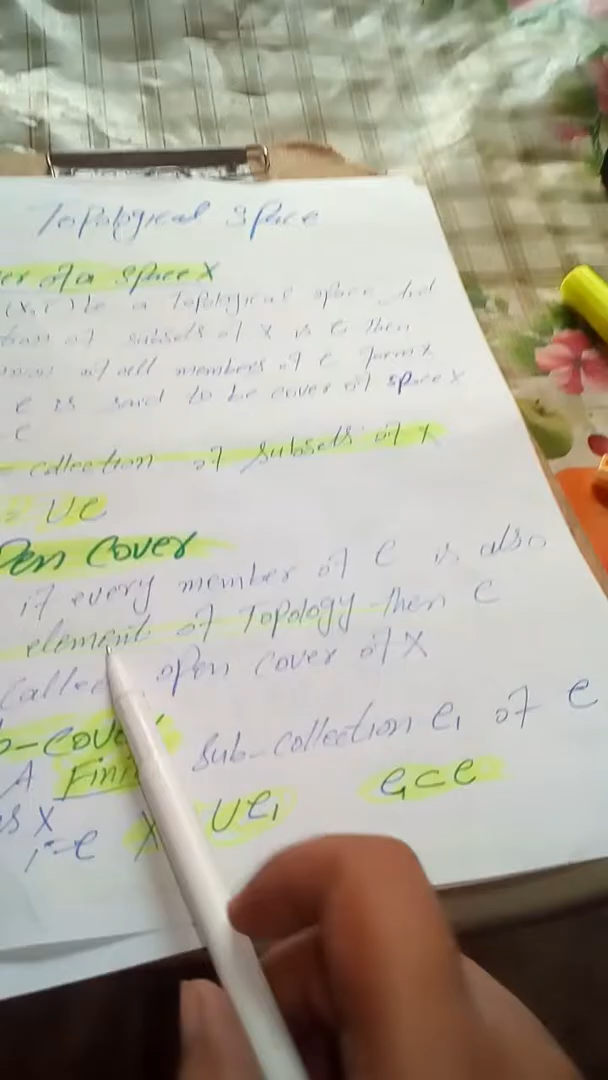 Topological Space
er of a space X
(X, τ) be a Topological space and
tion of subsets of X is C then
of all members of C form X
C is said to be cover of space X
C
collection of subsets of X
= UC
pen Cover
if every member of C is also
element of Topology then C
called open cover of X
b-cover
A Finit sub-collection C₁ of C
s X
i-e X UC₁ C₁⊂C